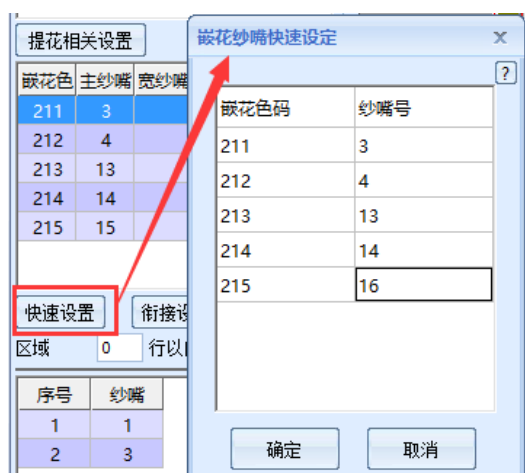 提花相关设置
嵌花色 主纱嘴 宽纱嘴
211 3
212 4
213 13
214 14
215 15
快速设置 衔接设
区域 0 行以
序号 纱嘴
1 1
2 3
嵌花纱嘴快速设定 x
?
嵌花色码 纱嘴号
211 3
212 4
213 13
214 14
215 16
确定 取消